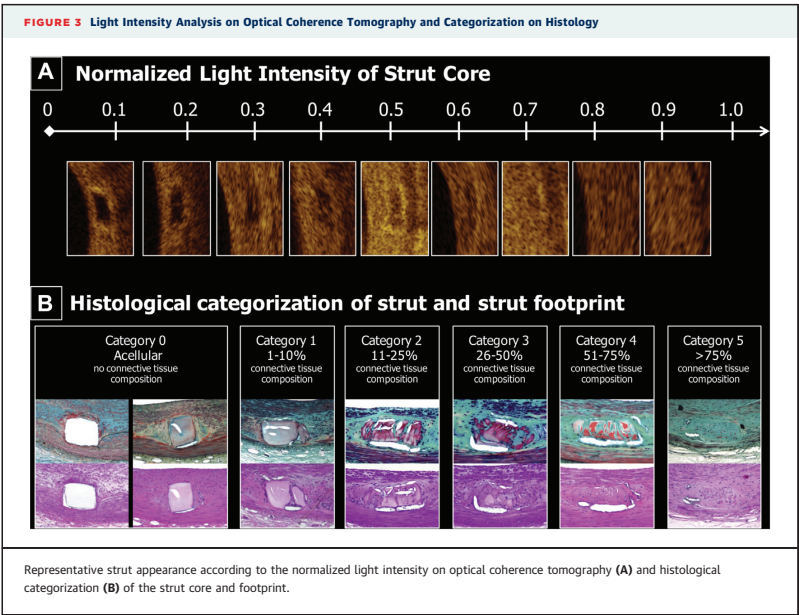 FIGURE 3 Light Intensity Analysis on Optical Coherence Tomography and Categorization on Histology
A Normalized Light Intensity of Strut Core
0 0.1 0.2 0.3 0.4 0.5 0.6 0.7 0.8 0.9 1.0
B Histological categorization of strut and strut footprint
Category 0
Acellular
no connective tissue
composition
Category 1
1-10%
connective tissue
composition
Category 2
11-25%
connective tissue
composition
Category 3
26-50%
connective tissue
composition
Category 4
51-75%
connective tissue
composition
Category 5
>75%
connective tissue
composition
Representative strut appearance according to the normalized light intensity on optical coherence tomography (A) and histological
categorization (B) of the strut core and footprint.